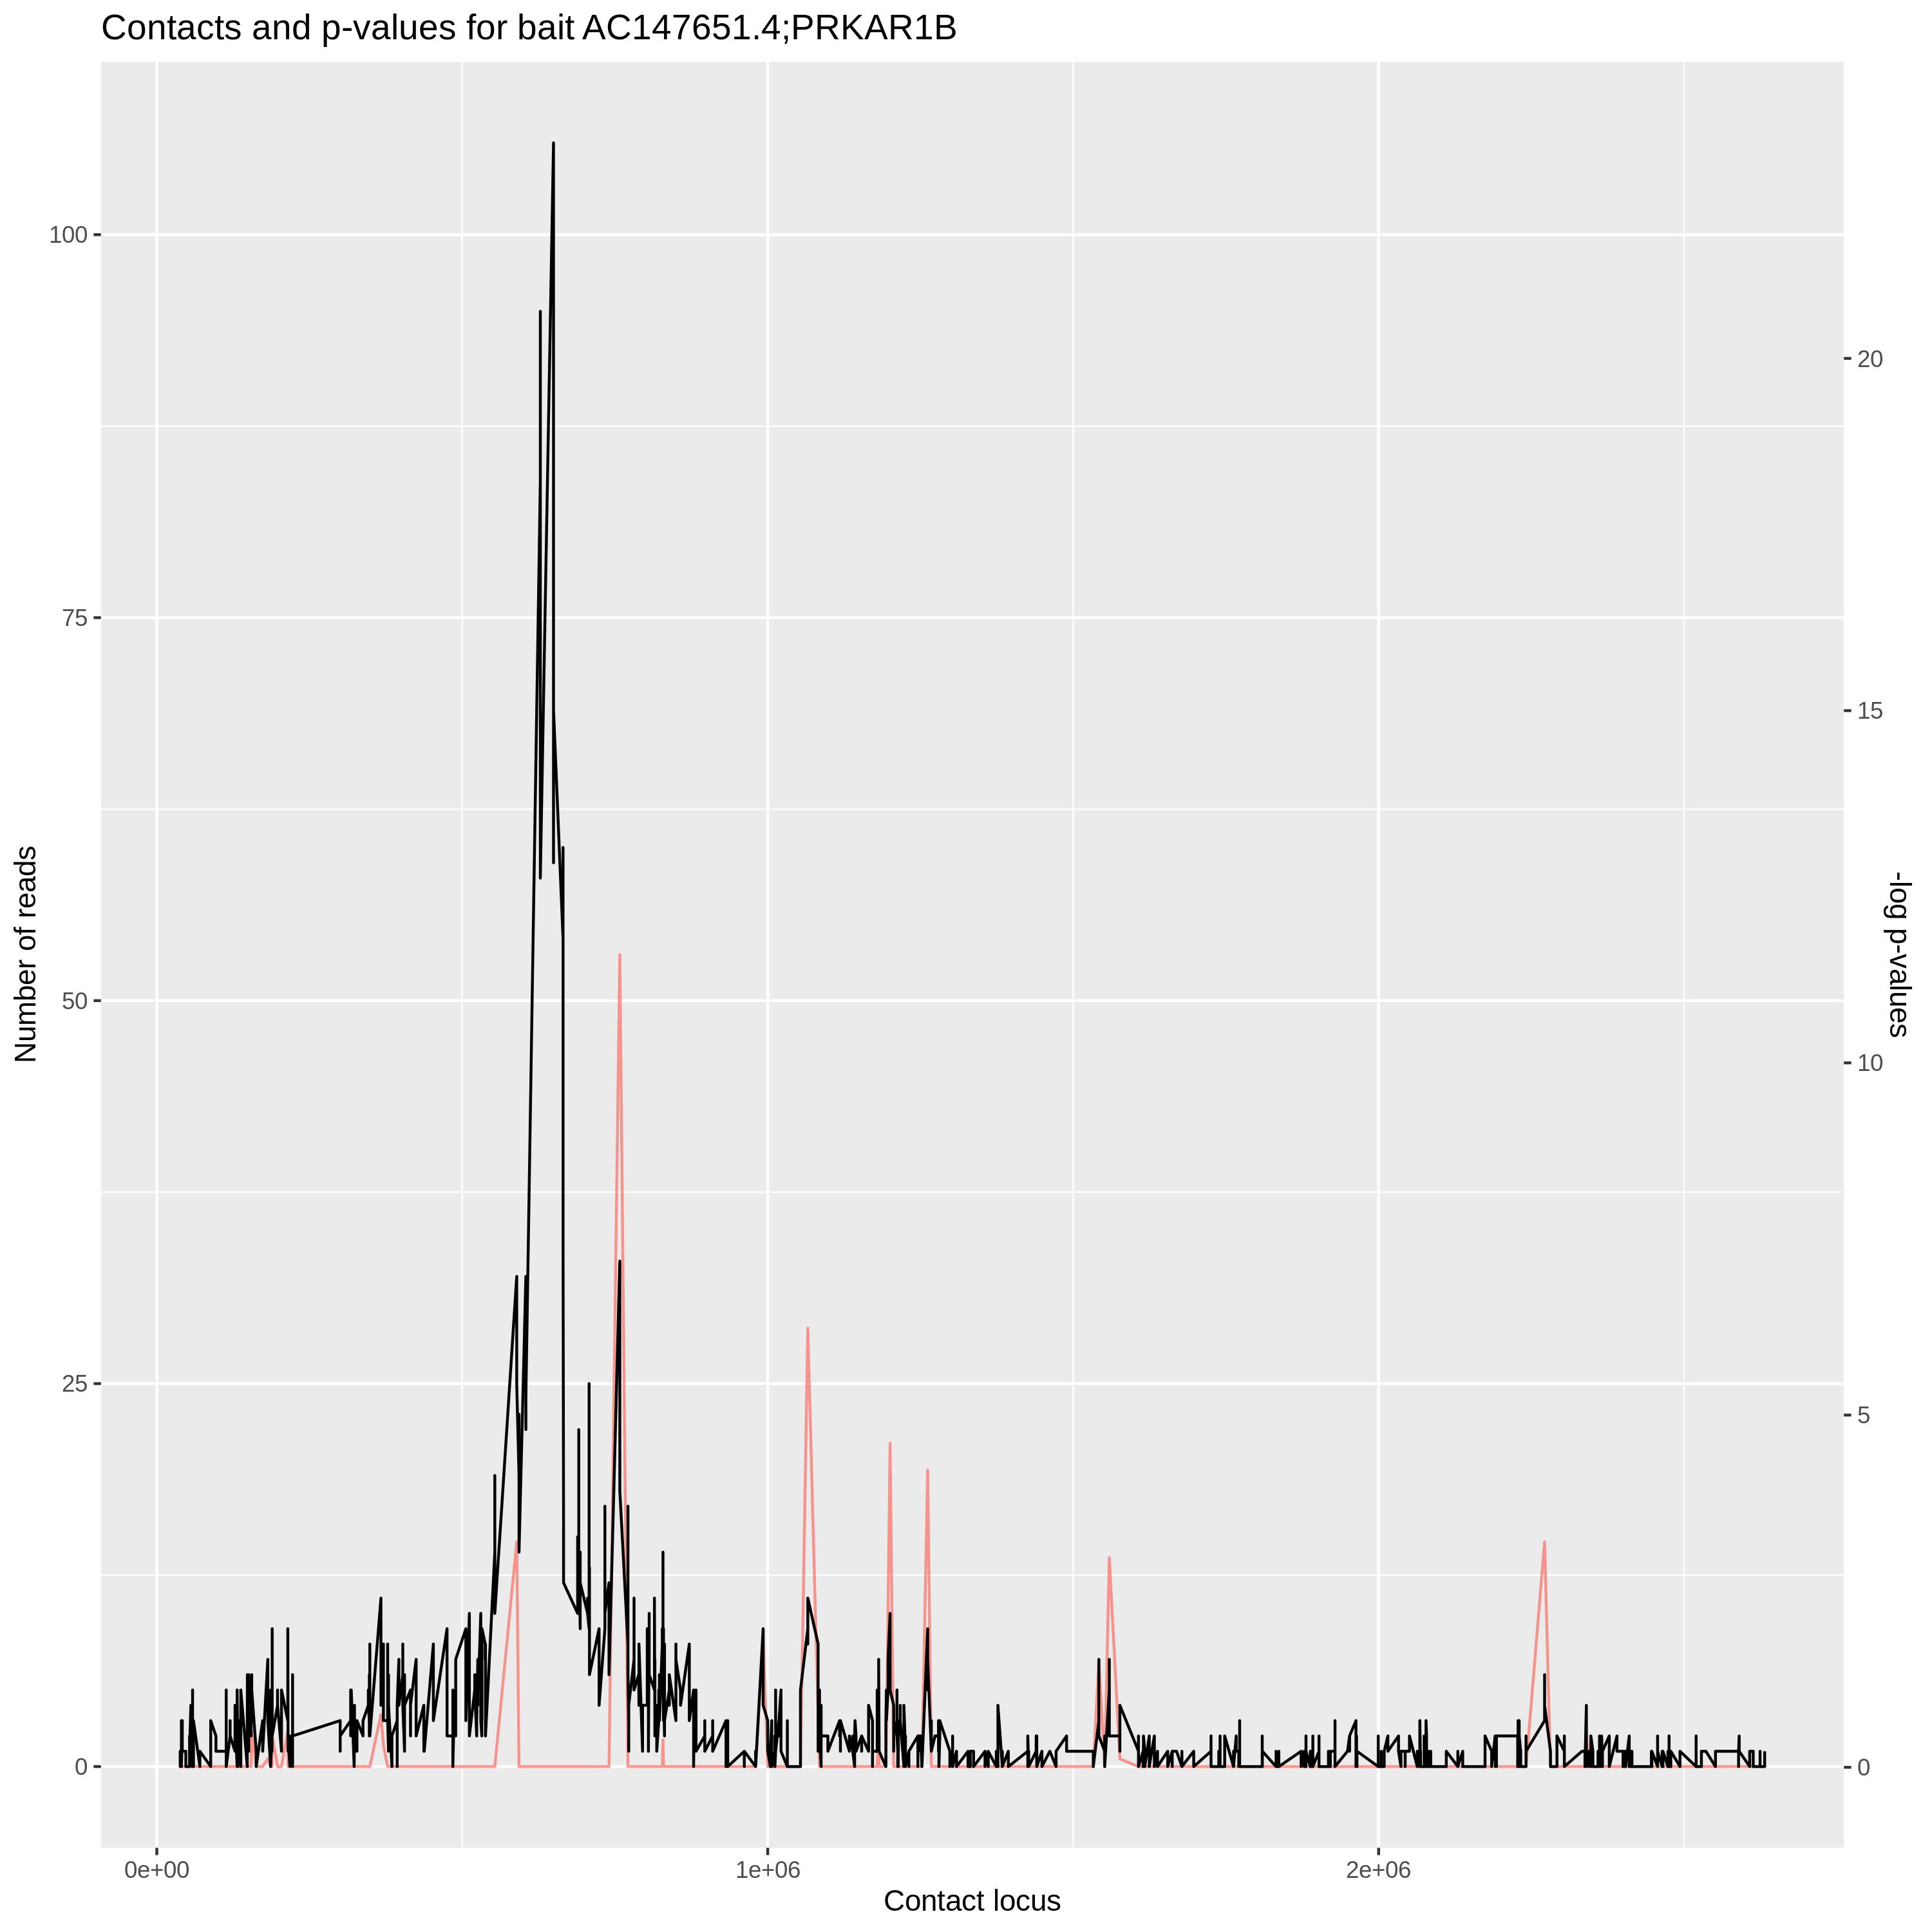 Contacts and p-values for bait AC147651.4;PRKAR1B
Number of reads
100
75
50
25
0
20
15
10
5
0
-log p-values
0e+00
1e+06
2e+06
Contact locus